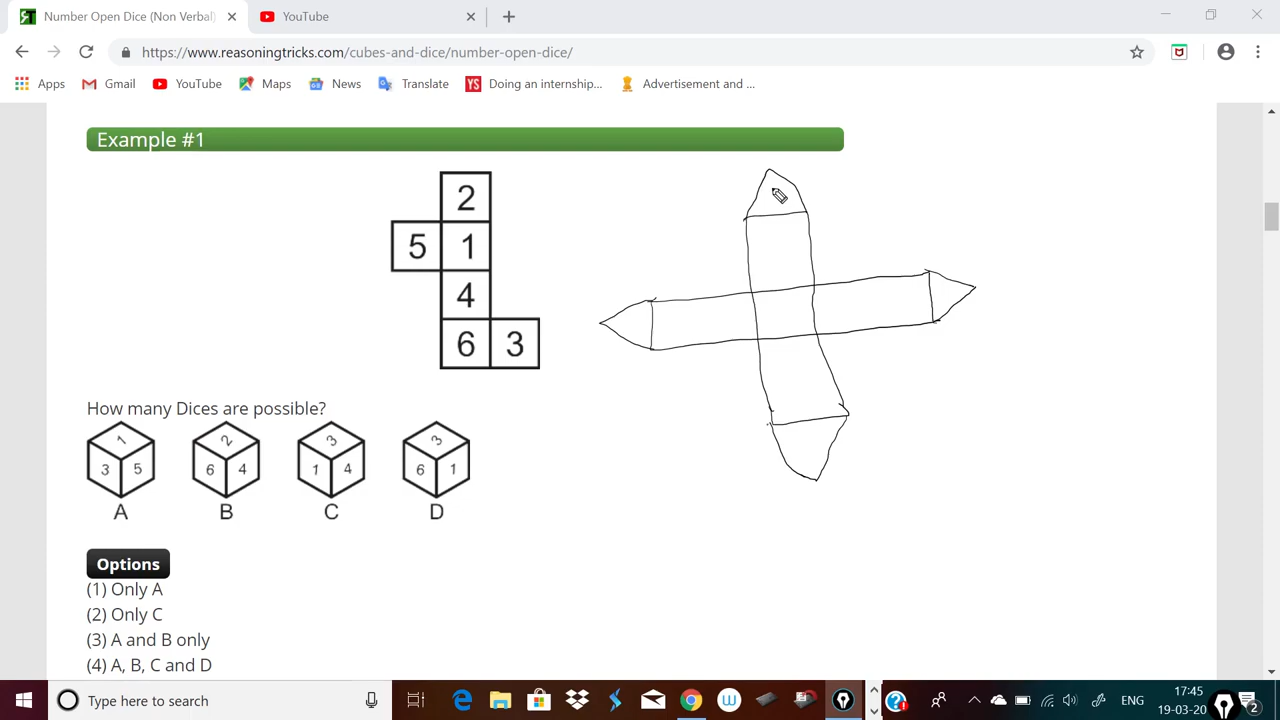 Number Open Dice (Non Verbal)
YouTube
https://www.reasoningtricks.com/cubes-and-dice/number-open-dice/
Apps Gmail YouTube Maps News Translate YS Doing an internship... Advertisement and ...
Example #1
2
5 1
4
6 3
How many Dices are possible?
1 2 3 3
3 5 6 4 1 4 6 1
A B C D
Options
(1) Only A
(2) Only C
(3) A and B only
(4) A, B, C and D
Type here to search
ENG
17:45
19-03-20
2